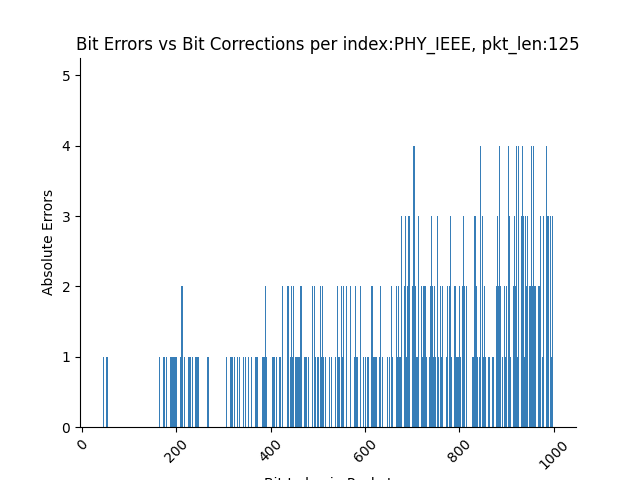 Bit Errors vs Bit Corrections per index:PHY_IEEE, pkt_len:125
5
4
3
2
1
0
Absolute Errors
0 200 400 600 800 1000